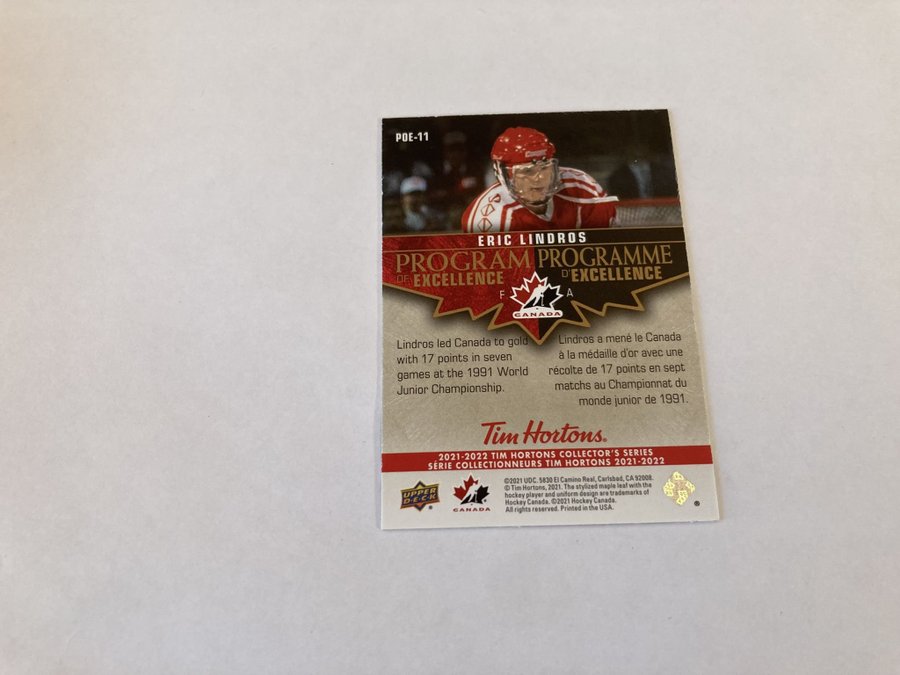 POE-11
ERIC LINDROS
PROGRAM PROGRAMME
OF EXCELLENCE D'EXCELLENCE
F A
CANADA
Lindros led Canada to gold
with 17 points in seven
games at the 1991 World
Junior Championship.
Lindros a mené le Canada
à la médaille d'or avec une
récolte de 17 points en sept
matchs au Championnat du
monde junior de 1991.
Tim Hortons®
2021-2022 TIM HORTONS COLLECTOR'S SERIES
SÉRIE COLLECTIONNEURS TIM HORTONS 2021-2022
©2021 UDC. 5830 El Camino Real, Carlsbad, CA 92008.
© Tim Hortons, 2021. The stylized maple leaf with the
hockey player and uniform design are trademarks of
Hockey Canada. ©2021 Hockey Canada.
All rights reserved. Printed in the USA.
UPPER
DECK®
CANADA
®